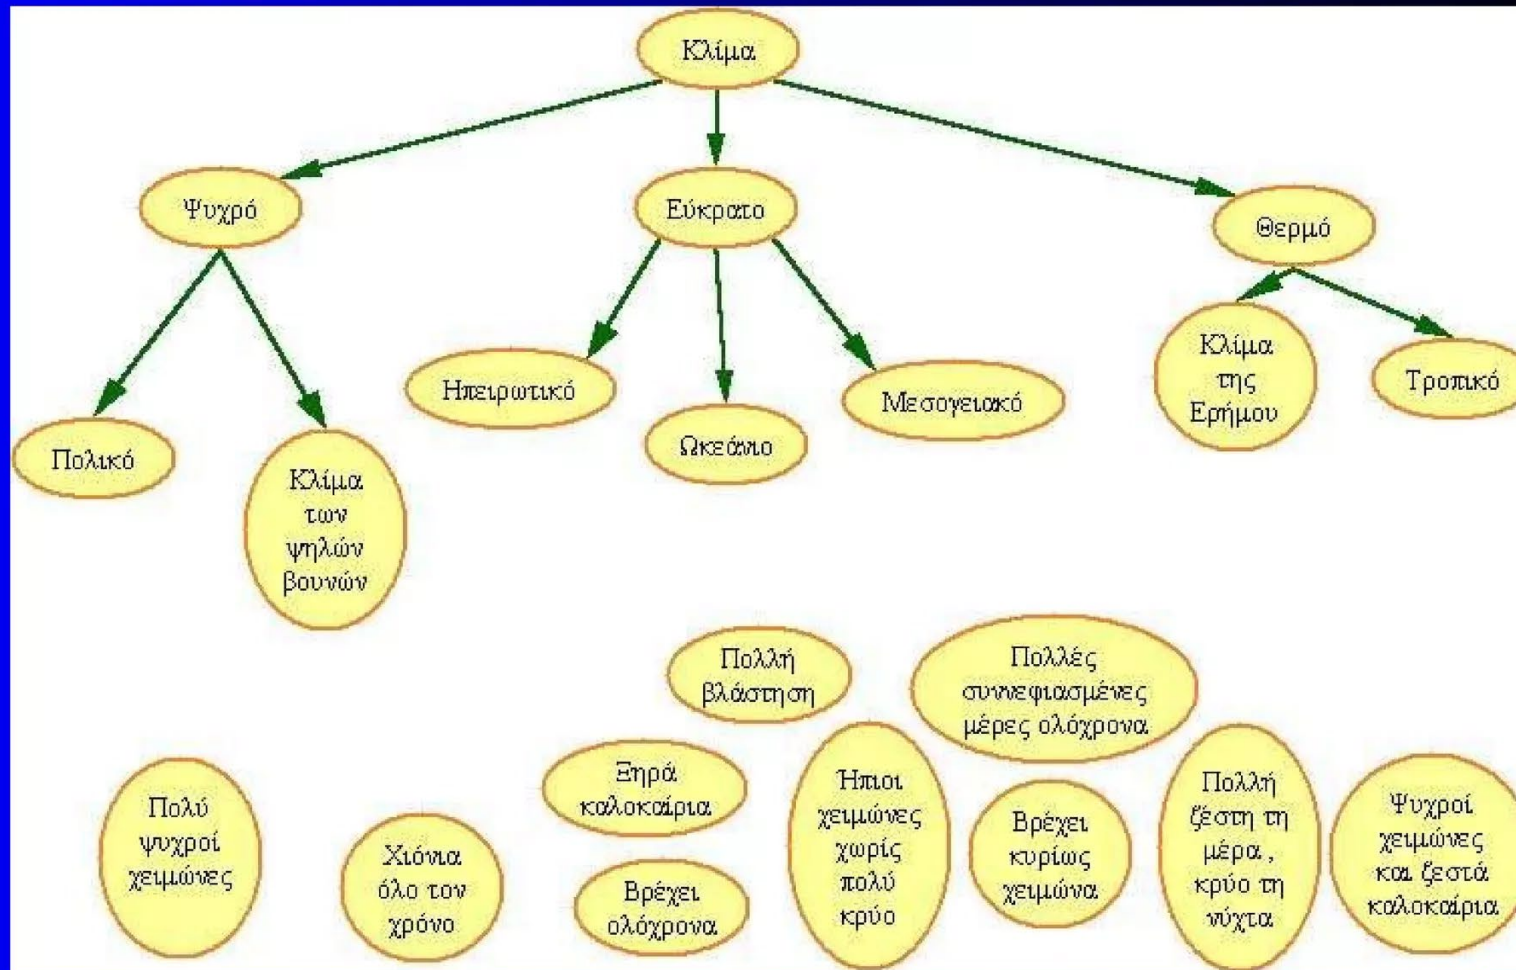 Κλίμα
Ψυχρό
Εύκρατο
Θερμό
Πολικό
Κλίμα
των
ψηλών
βουνών
Ηπειρωτικό
Ωκεάνιο
Μεσογειακό
Κλίμα
της
Ερήμου
Τροπικό
Πολλή
βλάστηση
Πολλές
συννεφιασμένες
μέρες ολόχρονα
Πολύ
ψυχροί
χειμώνες
Χιόνια
όλο τον
χρόνο
Ξηρά
καλοκαίρια
Βρέχει
ολόχρονα
Ήπιοι
χειμώνες
χωρίς
πολύ
κρύο
Βρέχει
κυρίως
χειμώνα
Πολλή
ζέστη τη
μέρα ,
κρύο τη
νύχτα
Ψυχροί
χειμώνες
και ζεστά
καλοκαίρια